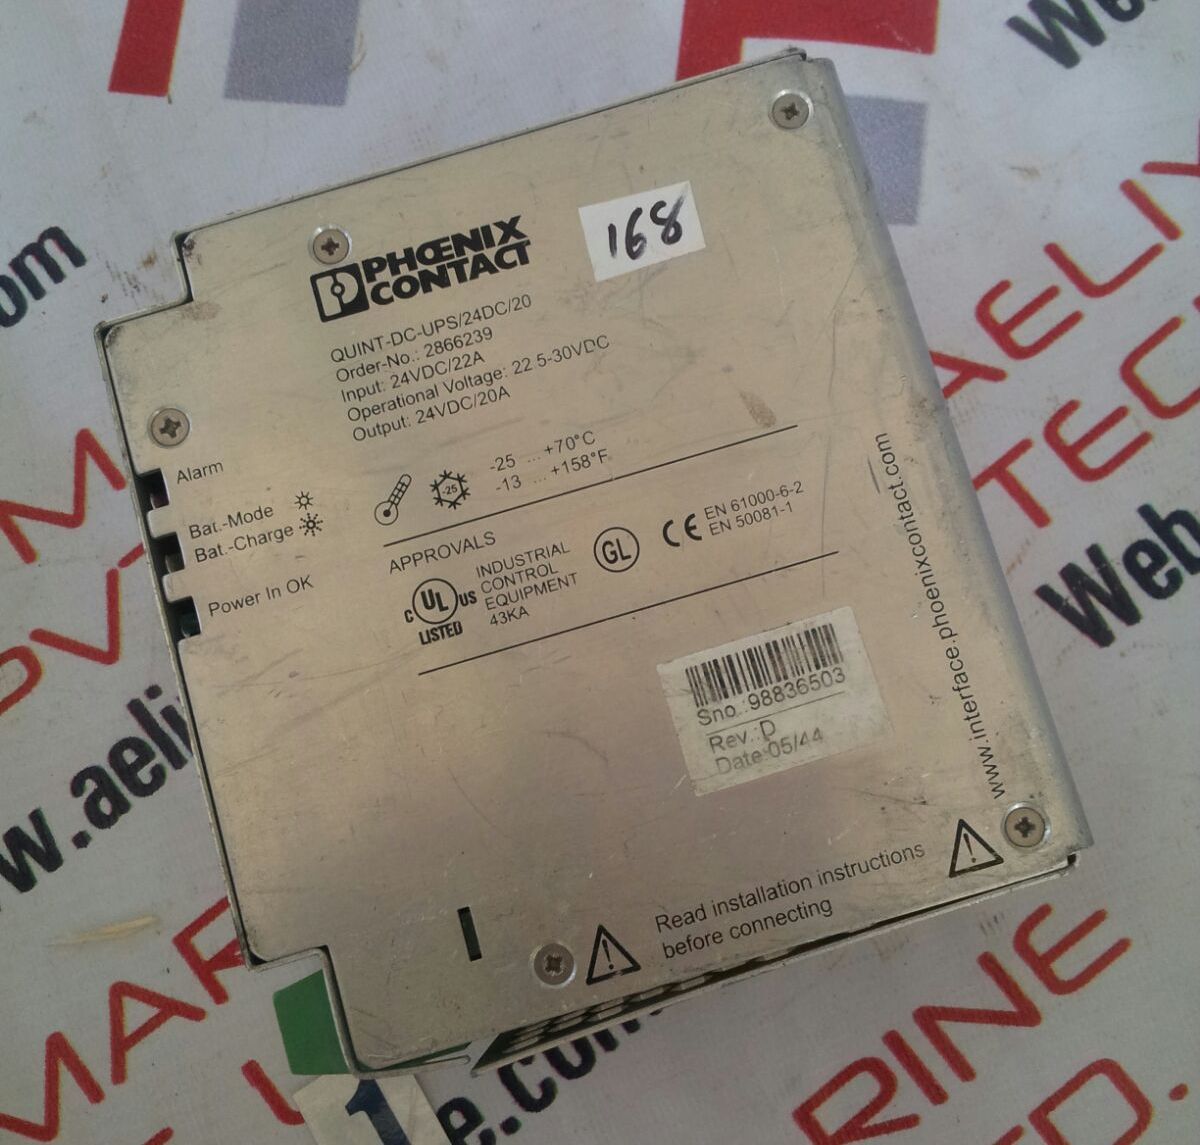 168
PHŒNIX
CONTACT
QUINT-DC-UPS/24DC/20
Order-No.: 2866239
Input: 24VDC/22A
Operational Voltage: 22.5-30VDC
Output: 24VDC/20A
Alarm
Bat.-Mode
Bat.-Charge
Power In OK
-25
-25 ... +70°C
-13 ... +158°F
APPROVALS
C UL US
LISTED
INDUSTRIAL
CONTROL
EQUIPMENT
43KA
GL
CE
EN 61000-6-2
EN 50081-1
Sno.:98836503
Rev.:D
Date 05/44
www.interface.phoenixcontact.com
Read installation instructions
before connecting
AELIX
TEC
Web
w.aeli
MAR
RINE
e.com